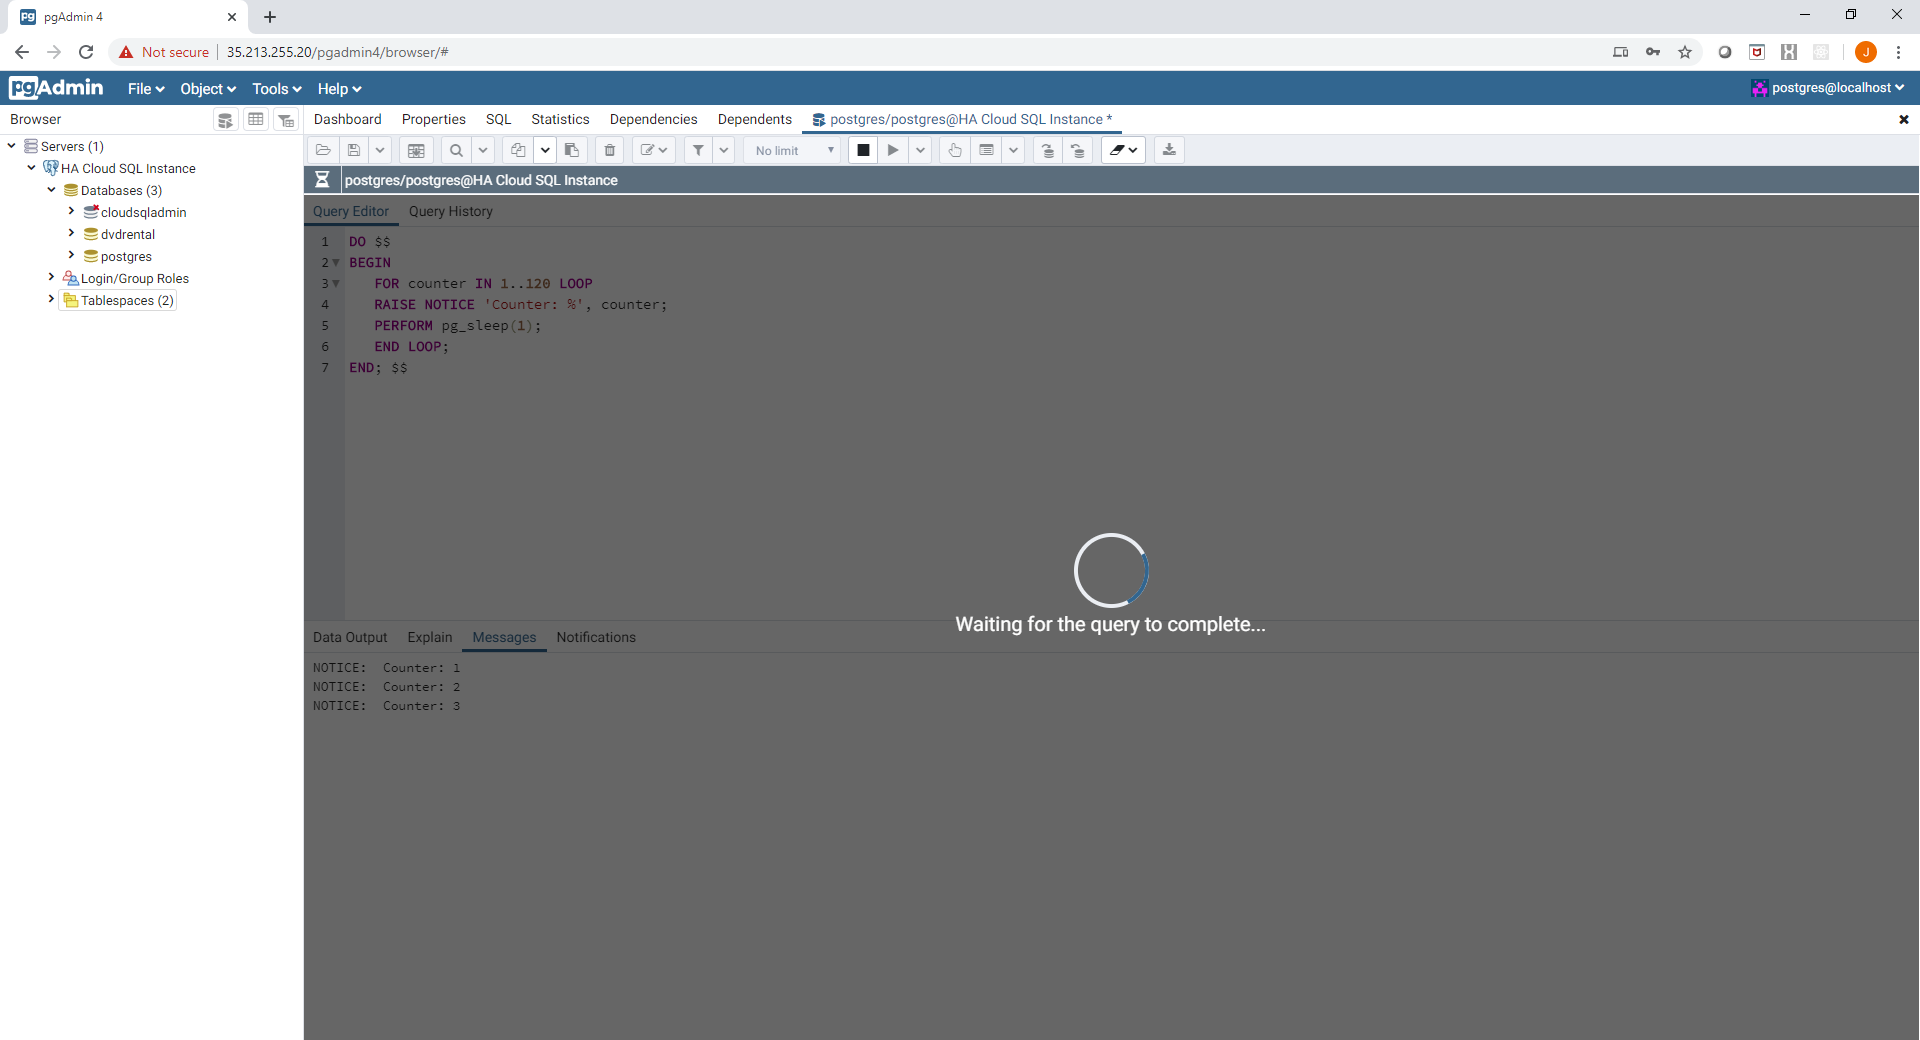 pg pgAdmin 4
Not secure 35.213.255.20/pgadmin4/browser/#
J
pgAdmin File Object Tools Help postgres@localhost
Browser
Dashboard Properties SQL Statistics Dependencies Dependents postgres/postgres@HA Cloud SQL Instance *
Servers (1)
HA Cloud SQL Instance
Databases (3)
cloudsqladmin
dvdrental
postgres
Login/Group Roles
Tablespaces (2)
No limit
postgres/postgres@HA Cloud SQL Instance
Query Editor Query History
1 DO $$
2 BEGIN
3 FOR counter IN 1..120 LOOP
4 RAISE NOTICE 'Counter: %', counter;
5 PERFORM pg_sleep(1);
6 END LOOP;
7 END; $$
Waiting for the query to complete...
Data Output Explain Messages Notifications
NOTICE: Counter: 1
NOTICE: Counter: 2
NOTICE: Counter: 3